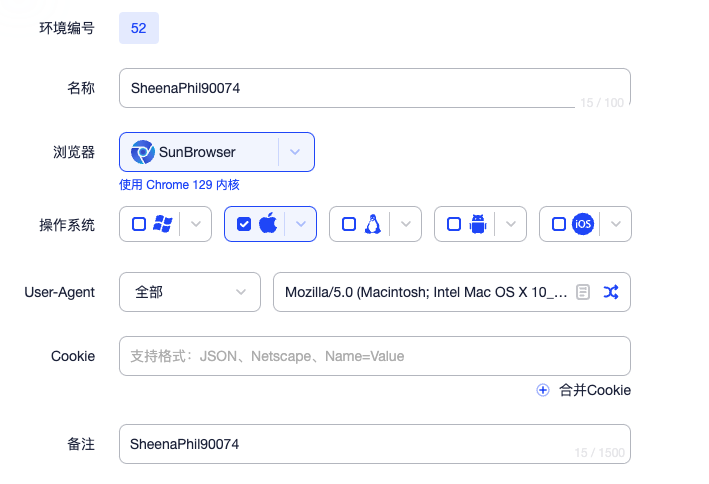 环境编号 52
名称 SheenaPhil90074
15 / 100
浏览器 SunBrowser
使用 Chrome 129 内核
操作系统 iOS
User-Agent 全部 Mozilla/5.0 (Macintosh; Intel Mac OS X 10_...
Cookie 支持格式：JSON、Netscape、Name=Value
合并Cookie
备注 SheenaPhil90074
15 / 1500